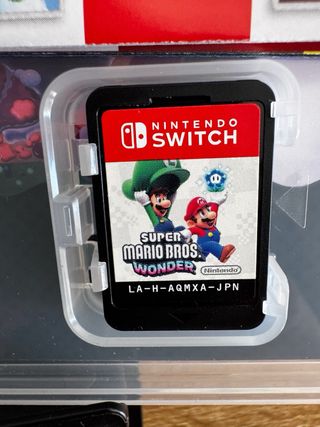 NINTENDO
SWITCH
SUPER
MARIO BROS.
WONDER
Nintendo
LA-H-AQMXA-JPN